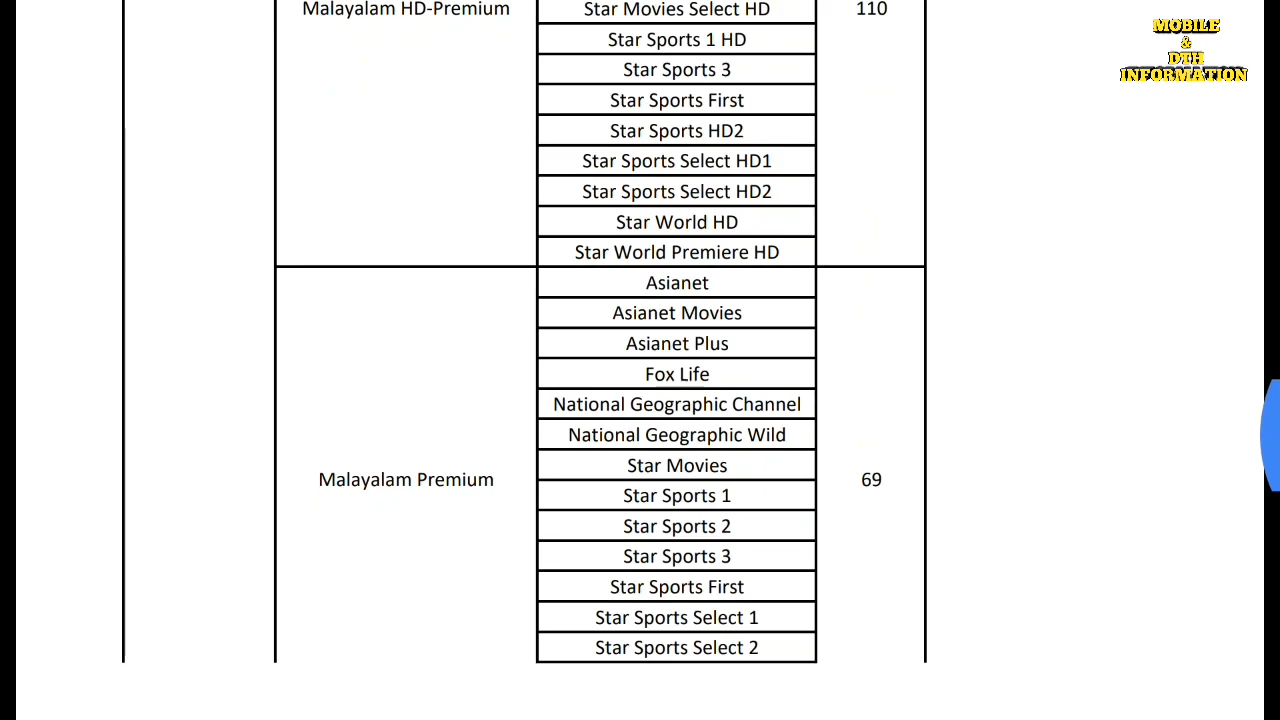 Malayalam HD-Premium
Star Movies Select HD
110
Star Sports 1 HD
Star Sports 3
Star Sports First
Star Sports HD2
Star Sports Select HD1
Star Sports Select HD2
Star World HD
Star World Premiere HD
Malayalam Premium
Asianet
Asianet Movies
Asianet Plus
Fox Life
National Geographic Channel
National Geographic Wild
Star Movies
Star Sports 1
Star Sports 2
Star Sports 3
Star Sports First
Star Sports Select 1
Star Sports Select 2
69
MOBILE
&
DTH
INFORMATION